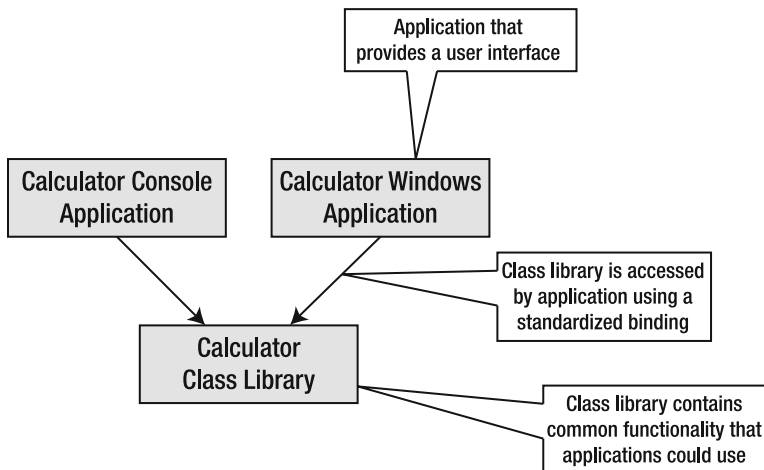 Application that
provides a user interface
Calculator Console
Application
Calculator Windows
Application
Class library is accessed
by application using a
standardized binding
Calculator
Class Library
Class library contains
common functionality that
applications could use